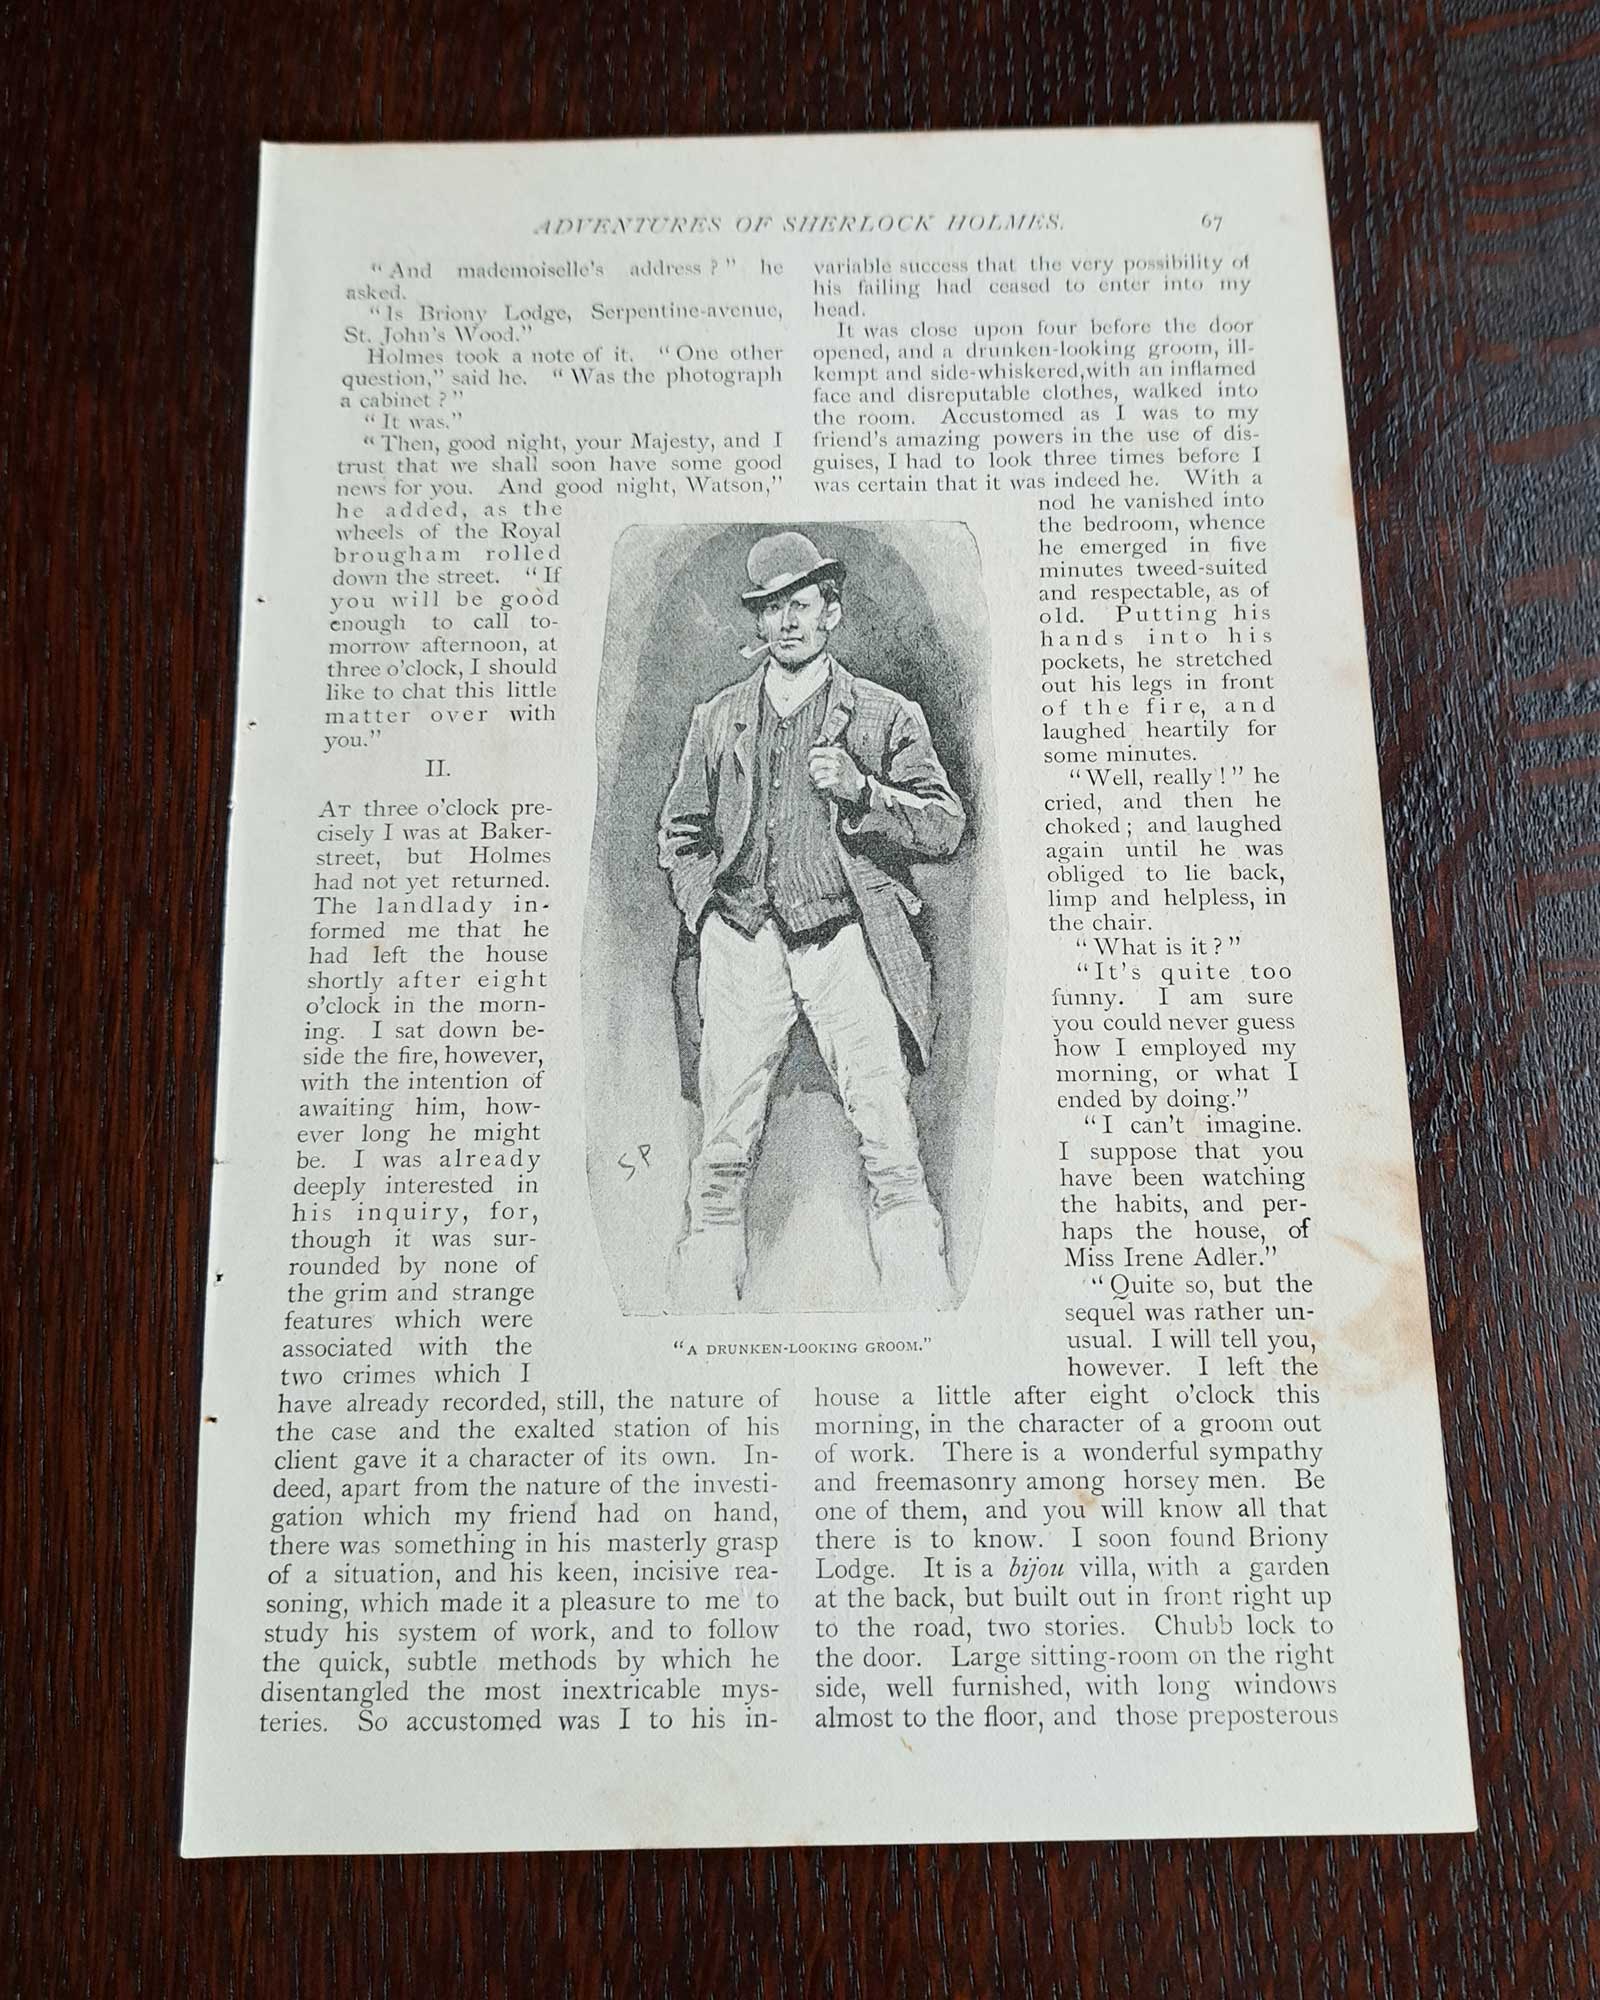 ADVENTURES OF SHERLOCK HOLMES.
67
“And mademoiselle's address?” he
asked.
“Is Briony Lodge, Serpentine-avenue,
St. John's Wood.”
Holmes took a note of it. “One other
question,” said he. “Was the photograph
a cabinet?”
“It was.”
“Then, good night, your Majesty, and I
trust that we shall soon have some good
news for you. And good night, Watson,”
he added, as the
wheels of the Royal
brougham rolled
down the street. “If
you will be good
enough to call to-
morrow afternoon, at
three o'clock, I should
like to chat this little
matter over with
you.”
II.
AT three o'clock pre-
cisely I was at Baker-
street, but Holmes
had not yet returned.
The landlady in-
formed me that he
had left the house
shortly after eight
o'clock in the morn-
ing. I sat down be-
side the fire, however,
with the intention of
awaiting him, how-
ever long he might
be. I was already
deeply interested in
his inquiry, for,
though it was sur-
rounded by none of
the grim and strange
features which were
associated with the
two crimes which I
have already recorded, still, the nature of
the case and the exalted station of his
client gave it a character of its own. In-
deed, apart from the nature of the investi-
gation which my friend had on hand,
there was something in his masterly grasp
of a situation, and his keen, incisive rea-
soning, which made it a pleasure to me to
study his system of work, and to follow
the quick, subtle methods by which he
disentangled the most inextricable mys-
teries. So accustomed was I to his in-
variable success that the very possibility of
his failing had ceased to enter into my
head.
It was close upon four before the door
opened, and a drunken-looking groom, ill-
kempt and side-whiskered, with an inflamed
face and disreputable clothes, walked into
the room. Accustomed as I was to my
friend's amazing powers in the use of dis-
guises, I had to look three times before I
was certain that it was indeed he. With a
nod he vanished into
the bedroom, whence
he emerged in five
minutes tweed-suited
and respectable, as of
old. Putting his
hands into his
pockets, he stretched
out his legs in front
of the fire, and
laughed heartily for
some minutes.
“Well, really!” he
cried, and then he
choked; and laughed
again until he was
obliged to lie back,
limp and helpless, in
the chair.
“What is it?”
“It's quite too
funny. I am sure
you could never guess
how I employed my
morning, or what I
ended by doing.”
“I can't imagine.
I suppose that you
have been watching
the habits, and per-
haps the house, of
Miss Irene Adler.”
“Quite so, but the
sequel was rather un-
usual. I will tell you,
however. I left the
house a little after eight o'clock this
morning, in the character of a groom out
of work. There is a wonderful sympathy
and freemasonry among horsey men. Be
one of them, and you will know all that
there is to know. I soon found Briony
Lodge. It is a bijou villa, with a garden
at the back, but built out in front right up
to the road, two stories. Chubb lock to
the door. Large sitting-room on the right
side, well furnished, with long windows
almost to the floor, and those preposterous
SP
“A DRUNKEN-LOOKING GROOM.”